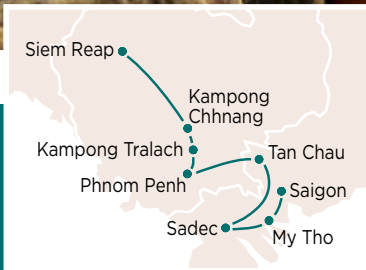 Siem Reap
Kampong
Chhnang
Kampong Tralach
Tan Chau
Phnom Penh
Saigon
Sadec
My Tho